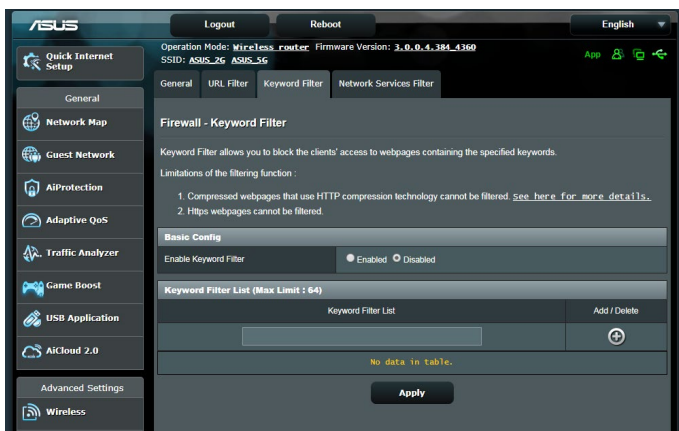 ASUS
Logout
Reboot
English
Quick Internet
Setup
General
Network Map
Guest Network
AiProtection
Adaptive QoS
Traffic Analyzer
Game Boost
USB Application
AiCloud 2.0
Advanced Settings
Wireless
Operation Mode: Wireless router Firmware Version: 3.0.0.4.384_4360
SSID: ASUS_2G ASUS_5G
App
General
URL Filter
Keyword Filter
Network Services Filter
Firewall - Keyword Filter
Keyword Filter allows you to block the clients' access to webpages containing the specified keywords.
Limitations of the filtering function :
1. Compressed webpages that use HTTP compression technology cannot be filtered. See here for more details.
2. Https webpages cannot be filtered.
Basic Config
Enable Keyword Filter
Enabled
Disabled
Keyword Filter List (Max Limit : 64)
Keyword Filter List
Add / Delete
No data in table.
Apply